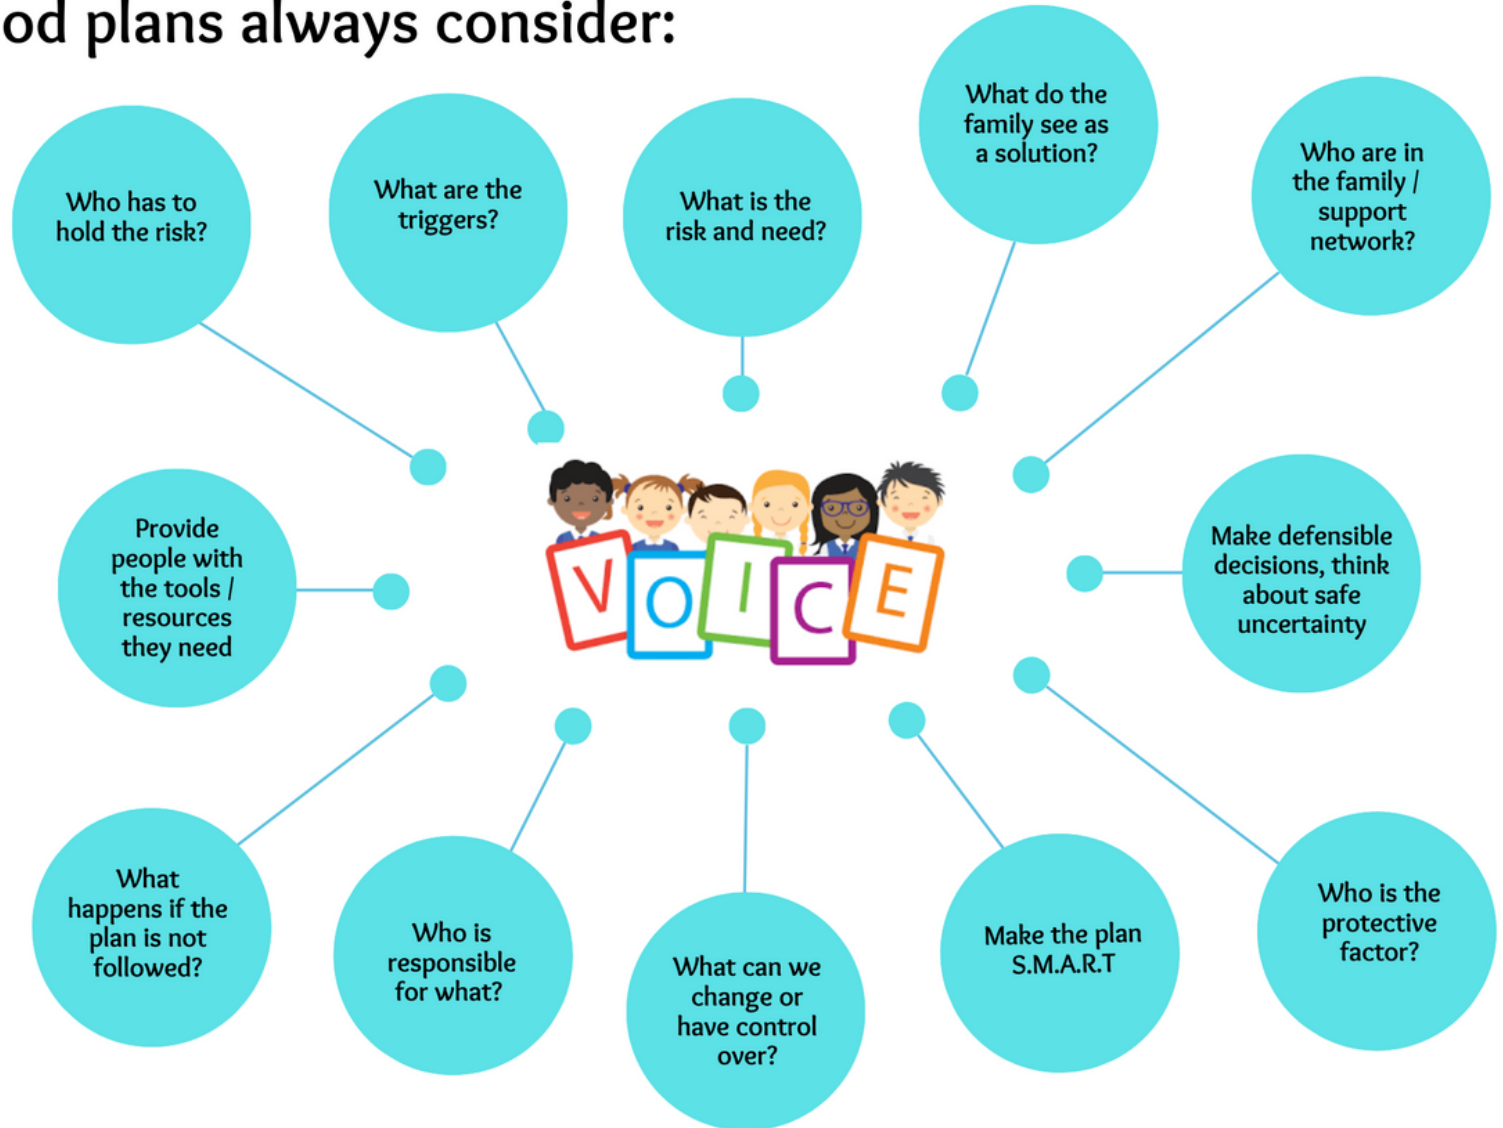 od plans always consider:
What do the
family see as
a solution?
Who has to
hold the risk?
What are the
triggers?
What is the
risk and need?
Who are in
the family /
support
network?
Provide
people with
the tools /
resources
they need
VOICE
Make defensible
decisions, think
about safe
uncertainty
What
happens if the
plan is not
followed?
Who is
responsible
for what?
What can we
change or
have control
over?
Make the plan
S.M.A.R.T
Who is the
protective
factor?